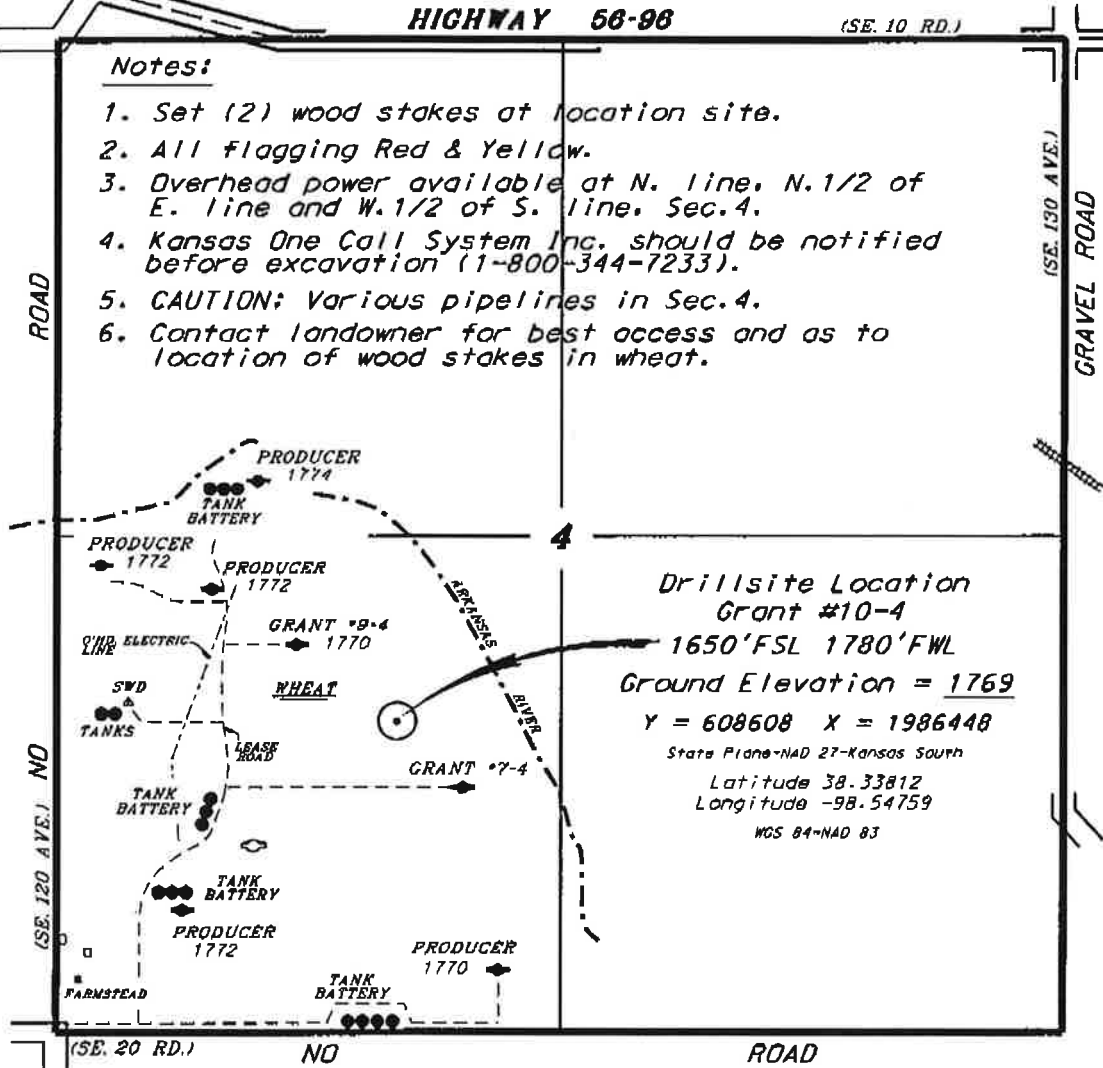 HIGHWAY 56-96
(SE. 10 RD.)
Notes:
1. Set (2) wood stakes at location site.
2. All flagging Red & Yellow.
3. Overhead power available at N. line. N.1/2 of
E. line and W.1/2 of S. line. Sec.4.
4. Kansas One Call System Inc. should be notified
before excavation (1-800-344-7233).
5. CAUTION: Various pipelines in Sec.4.
6. Contact landowner for best access and as to
location of wood stakes in wheat.
ROAD
NO
(SE. 120 AVE.)
(SE. 130 AVE.)
GRAVEL ROAD
PRODUCER
1774
TANK
BATTERY
PRODUCER
1772
PRODUCER
1772
4
O'HD. ELECTRIC
LINE
GRANT #9-4
1770
ARKANSAS
RIVER
SWD
TANKS
WHEAT
LEASE
ROAD
Drillsite Location
Grant #10-4
1650'FSL 1780'FWL
Ground Elevation = 1769
Y = 608608 X = 1986448
State Plane-NAD 27-Kansas South
Latitude 38.33812
Longitude -98.54759
WGS 84-NAD 83
GRANT #7-4
TANK
BATTERY
TANK
BATTERY
PRODUCER
1772
PRODUCER
1770
FARMSTEAD
TANK
BATTERY
(SE. 20 RD.)
NO
ROAD